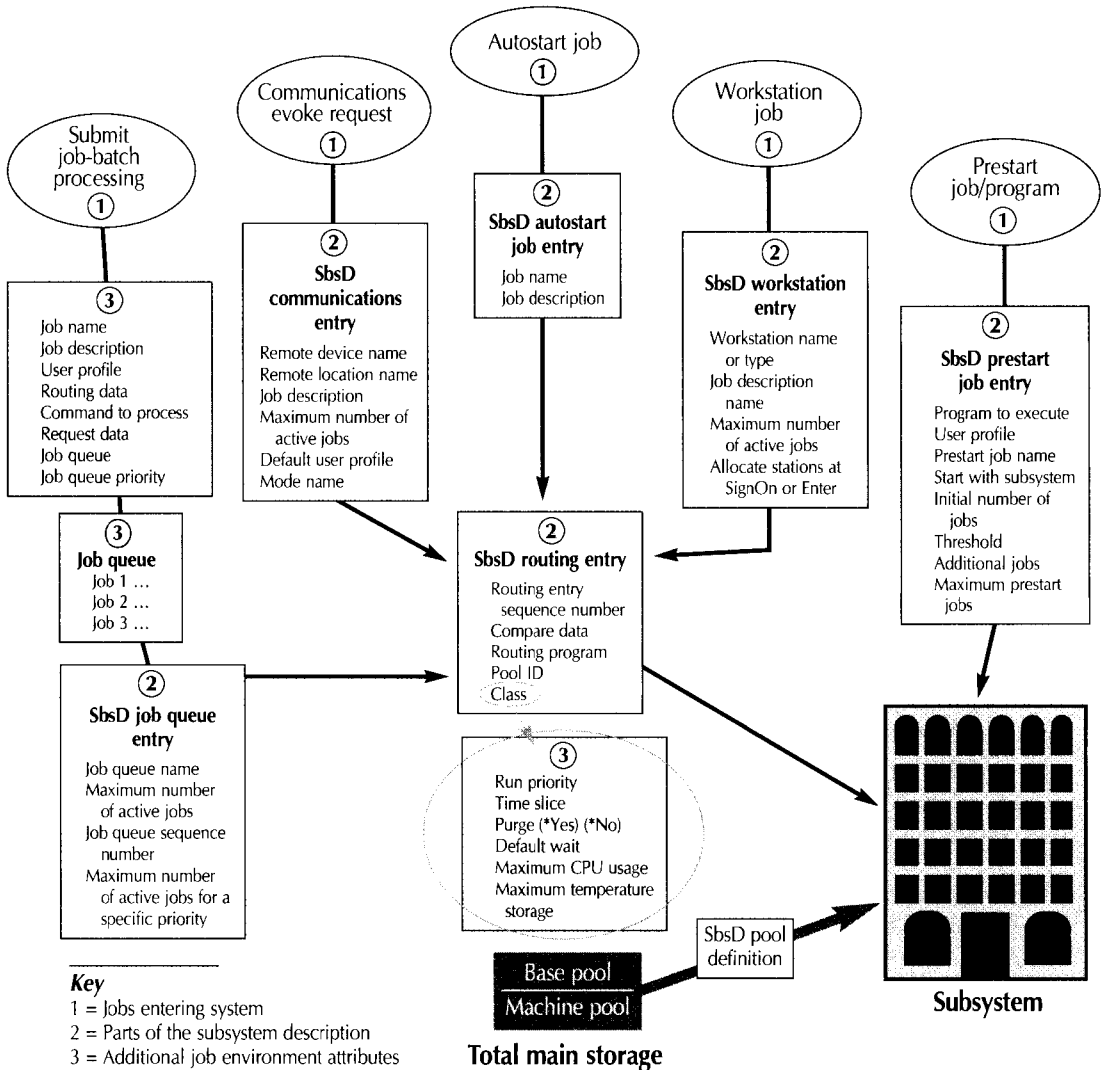 Autostart job
1
Communications
evoke request
1
Workstation
job
1
Submit
job-batch
processing
1
Prestart
job/program
1
3
Job name
Job description
User profile
Routing data
Command to process
Request data
Job queue
Job queue priority
2
SbsD
communications
entry
Remote device name
Remote location name
Job description
Maximum number of
active jobs
Default user profile
Mode name
2
SbsD autostart
job entry
Job name
Job description
2
SbsD workstation
entry
Workstation name
or type
Job description
name
Maximum number
of active jobs
Allocate stations at
SignOn or Enter
2
SbsD prestart
job entry
Program to execute
User profile
Prestart job name
Start with subsystem
Initial number of
jobs
Threshold
Additional jobs
Maximum prestart
jobs
3
Job queue
Job 1 ...
Job 2 ...
Job 3 ...
2
SbsD routing entry
Routing entry
sequence number
Compare data
Routing program
Pool ID
Class
2
SbsD job queue
entry
Job queue name
Maximum number
of active jobs
Job queue sequence
number
Maximum number
of active jobs for a
specific priority
3
Run priority
Time slice
Purge (*Yes) (*No)
Default wait
Maximum CPU usage
Maximum temperature
storage
SbsD pool
definition
Base pool
Machine pool
Total main storage
Subsystem
Key
1 = Jobs entering system
2 = Parts of the subsystem description
3 = Additional job environment attributes